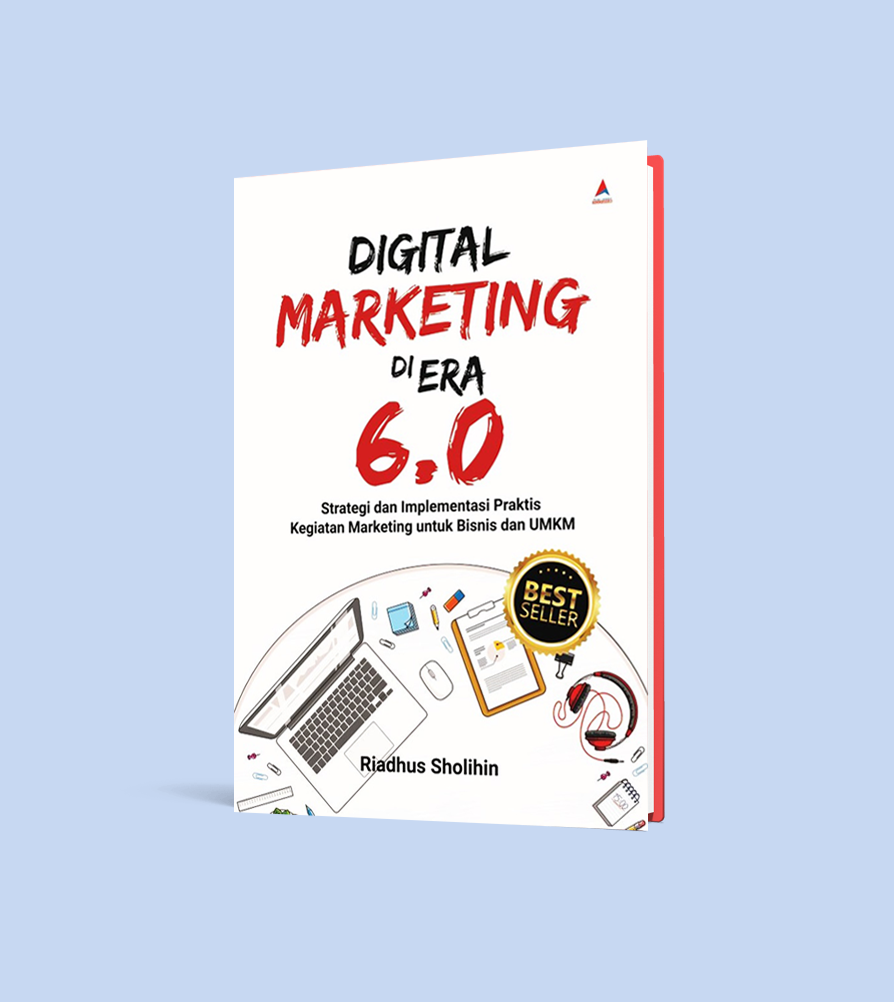 DIGITAL
MARKETING
DI ERA
6.0
Strategi dan Implementasi Praktis
Kegiatan Marketing untuk Bisnis dan UMKM
BEST
SELLER
Riadhus Sholihin